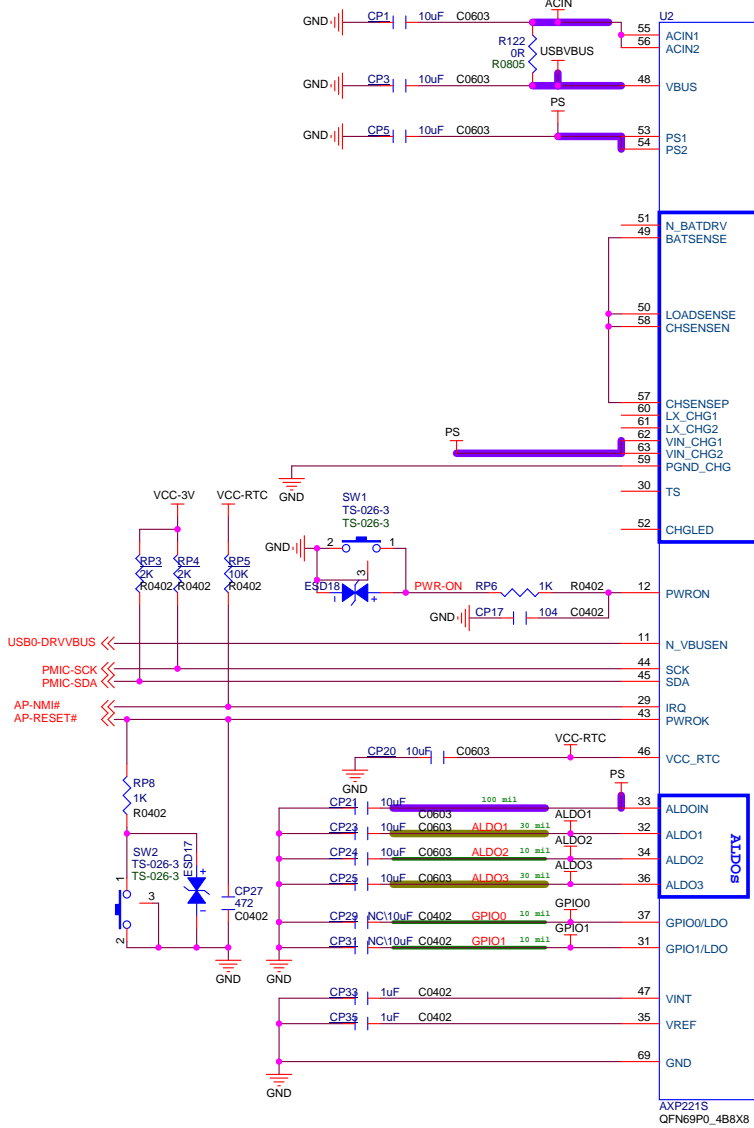 ACIN
U2
GND CP1 10uF C0603
55 ACIN1
56 ACIN2
R122
0R
R0805
USBVBUS
GND CP3 10uF C0603
48 VBUS
PS
GND CP5 10uF C0603
53 PS1
54 PS2
51 N_BATDRV
49 BATSENSE
50 LOADSENSE
58 CHSENSEN
57 CHSENSEP
60 LX_CHG1
61 LX_CHG2
PS
62 VIN_CHG1
63 VIN_CHG2
59 PGND_CHG
GND
30 TS
52 CHGLED
VCC-3V VCC-RTC
SW1
TS-026-3
TS-026-3
GND 2 1
3
RP3
2K
R0402
RP4
2K
R0402
RP5
10K
R0402
ESD18 - +
PWR-ON RP6 1K R0402
12 PWRON
GND CP17 104 C0402
USB0-DRVVBUS
11 N_VBUSEN
PMIC-SCK
44 SCK
PMIC-SDA
45 SDA
AP-NMI#
29 IRQ
AP-RESET#
43 PWROK
VCC-RTC
CP20 10uF C0603
46 VCC_RTC
GND
PS
RP8
1K
R0402
CP21 10uF C0603 100 mil
33 ALDOIN
ALDO1
CP23 10uF C0603 ALDO1 30 mil
32 ALDO1
ALDO2
CP24 10uF C0603 ALDO2 10 mil
34 ALDO2
ALDO3
CP25 10uF C0603 ALDO3 30 mil
36 ALDO3
ALDOs
SW2
TS-026-3
TS-026-3
1
3
2
ESD17
+
-
CP27
472
C0402
GND
GPIO0
CP29 NC\10uF C0402 GPIO0 10 mil
37 GPIO0/LDO
GPIO1
CP31 NC\10uF C0402 GPIO1 10 mil
31 GPIO1/LDO
GND
CP33 1uF C0402
47 VINT
CP35 1uF C0402
35 VREF
69 GND
GND
AXP221S
QFN69P0_4B8X8